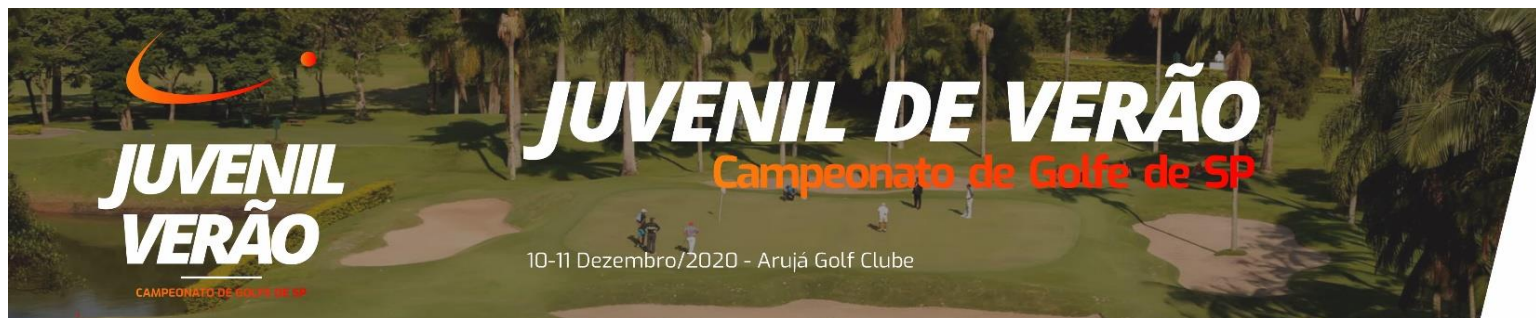 JUVENIL
VERÃO
CAMPEONATO DE GOLFE DE SP
JUVENIL DE VERÃO
Campeonato de Golfe de SP
10-11 Dezembro/2020 - Arujá Golf Clube